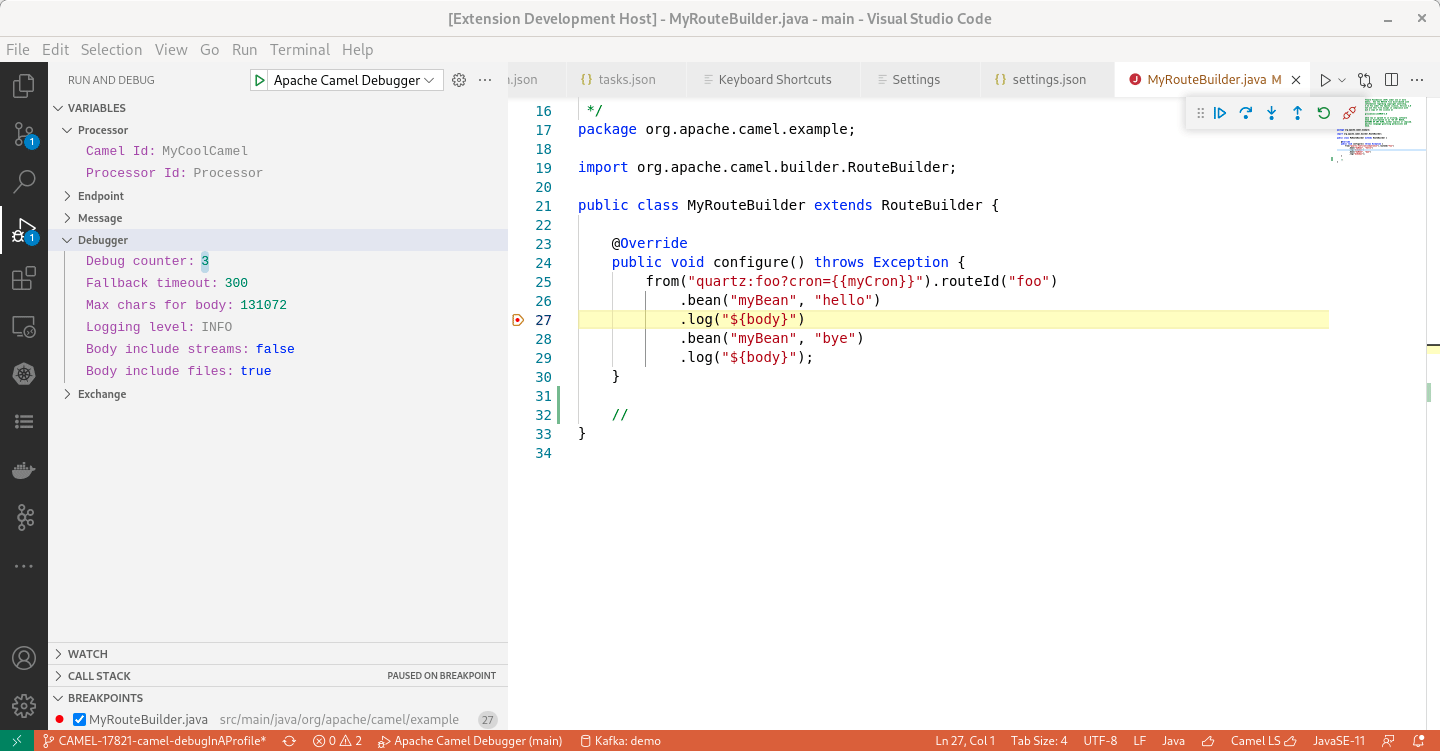 [Extension Development Host] - MyRouteBuilder.java - main - Visual Studio Code
File Edit Selection View Go Run Terminal Help
RUN AND DEBUG
Apache Camel Debugger
.json
tasks.json
Keyboard Shortcuts
Settings
settings.json
MyRouteBuilder.java M
1
1
VARIABLES
Processor
Camel Id: MyCoolCamel
Processor Id: Processor
Endpoint
Message
Debugger
Debug counter: 3
Fallback timeout: 300
Max chars for body: 131072
Logging level: INFO
Body include streams: false
Body include files: true
Exchange
16 */
17 package org.apache.camel.example;
18
19 import org.apache.camel.builder.RouteBuilder;
20
21 public class MyRouteBuilder extends RouteBuilder {
22
23 @Override
24 public void configure() throws Exception {
25 from("quartz:foo?cron={{myCron}}").routeId("foo")
26 .bean("myBean", "hello")
27 .log("${body}")
28 .bean("myBean", "bye")
29 .log("${body}");
30 }
31
32 //
33 }
34
WATCH
CALL STACK PAUSED ON BREAKPOINT
BREAKPOINTS
MyRouteBuilder.java src/main/java/org/apache/camel/example 27
CAMEL-17821-camel-debugInAProfile* 0 2 Apache Camel Debugger (main) Kafka: demo Ln 27, Col 1 Tab Size: 4 UTF-8 LF Java Camel LS JavaSE-11